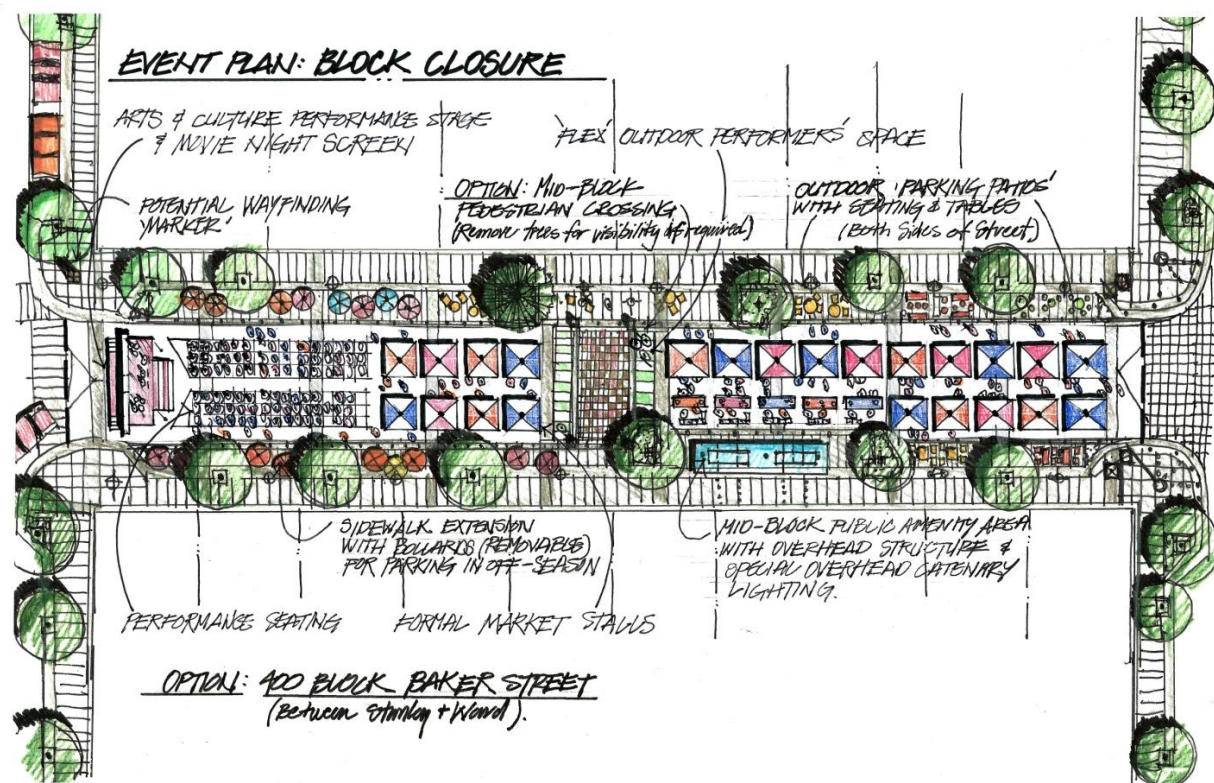 EVENT PLAN: BLOCK CLOSURE
ARTS & CULTURE PERFORMANCE STAGE
& MOVIE NIGHT SCREEN
'FLEX' OUTDOOR PERFORMERS' SPACE
POTENTIAL WAYFINDING
'MARKER'
OPTION: MID-BLOCK
PEDESTRIAN CROSSING
(Remove trees for visibility if required)
OUTDOOR 'PARKING PATIOS'
WITH SEATING & TABLES
(Both Sides of Street)
SIDEWALK EXTENSION
WITH BOLLARDS (REMOVABLE)
FOR PARKING IN OFF-SEASON
MID-BLOCK PUBLIC AMENITY AREA
WITH OVERHEAD STRUCTURE &
SPECIAL OVERHEAD CATENARY
LIGHTING.
PERFORMANCE SEATING
FORMAL MARKET STALLS
OPTION: 400 BLOCK BAKER STREET
(Between Stanley + Ward).